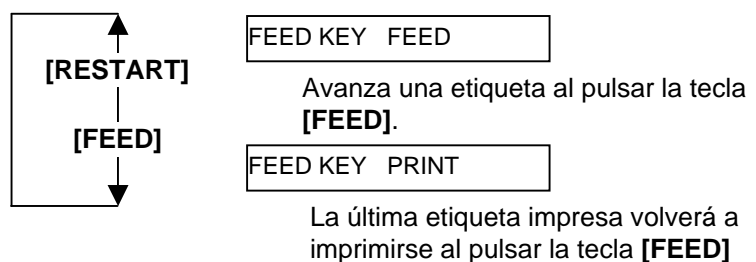 FEED KEY FEED
[RESTART]
Avanza una etiqueta al pulsar la tecla
[FEED].
[FEED]
FEED KEY PRINT
La última etiqueta impresa volverá a
imprimirse al pulsar la tecla [FEED]